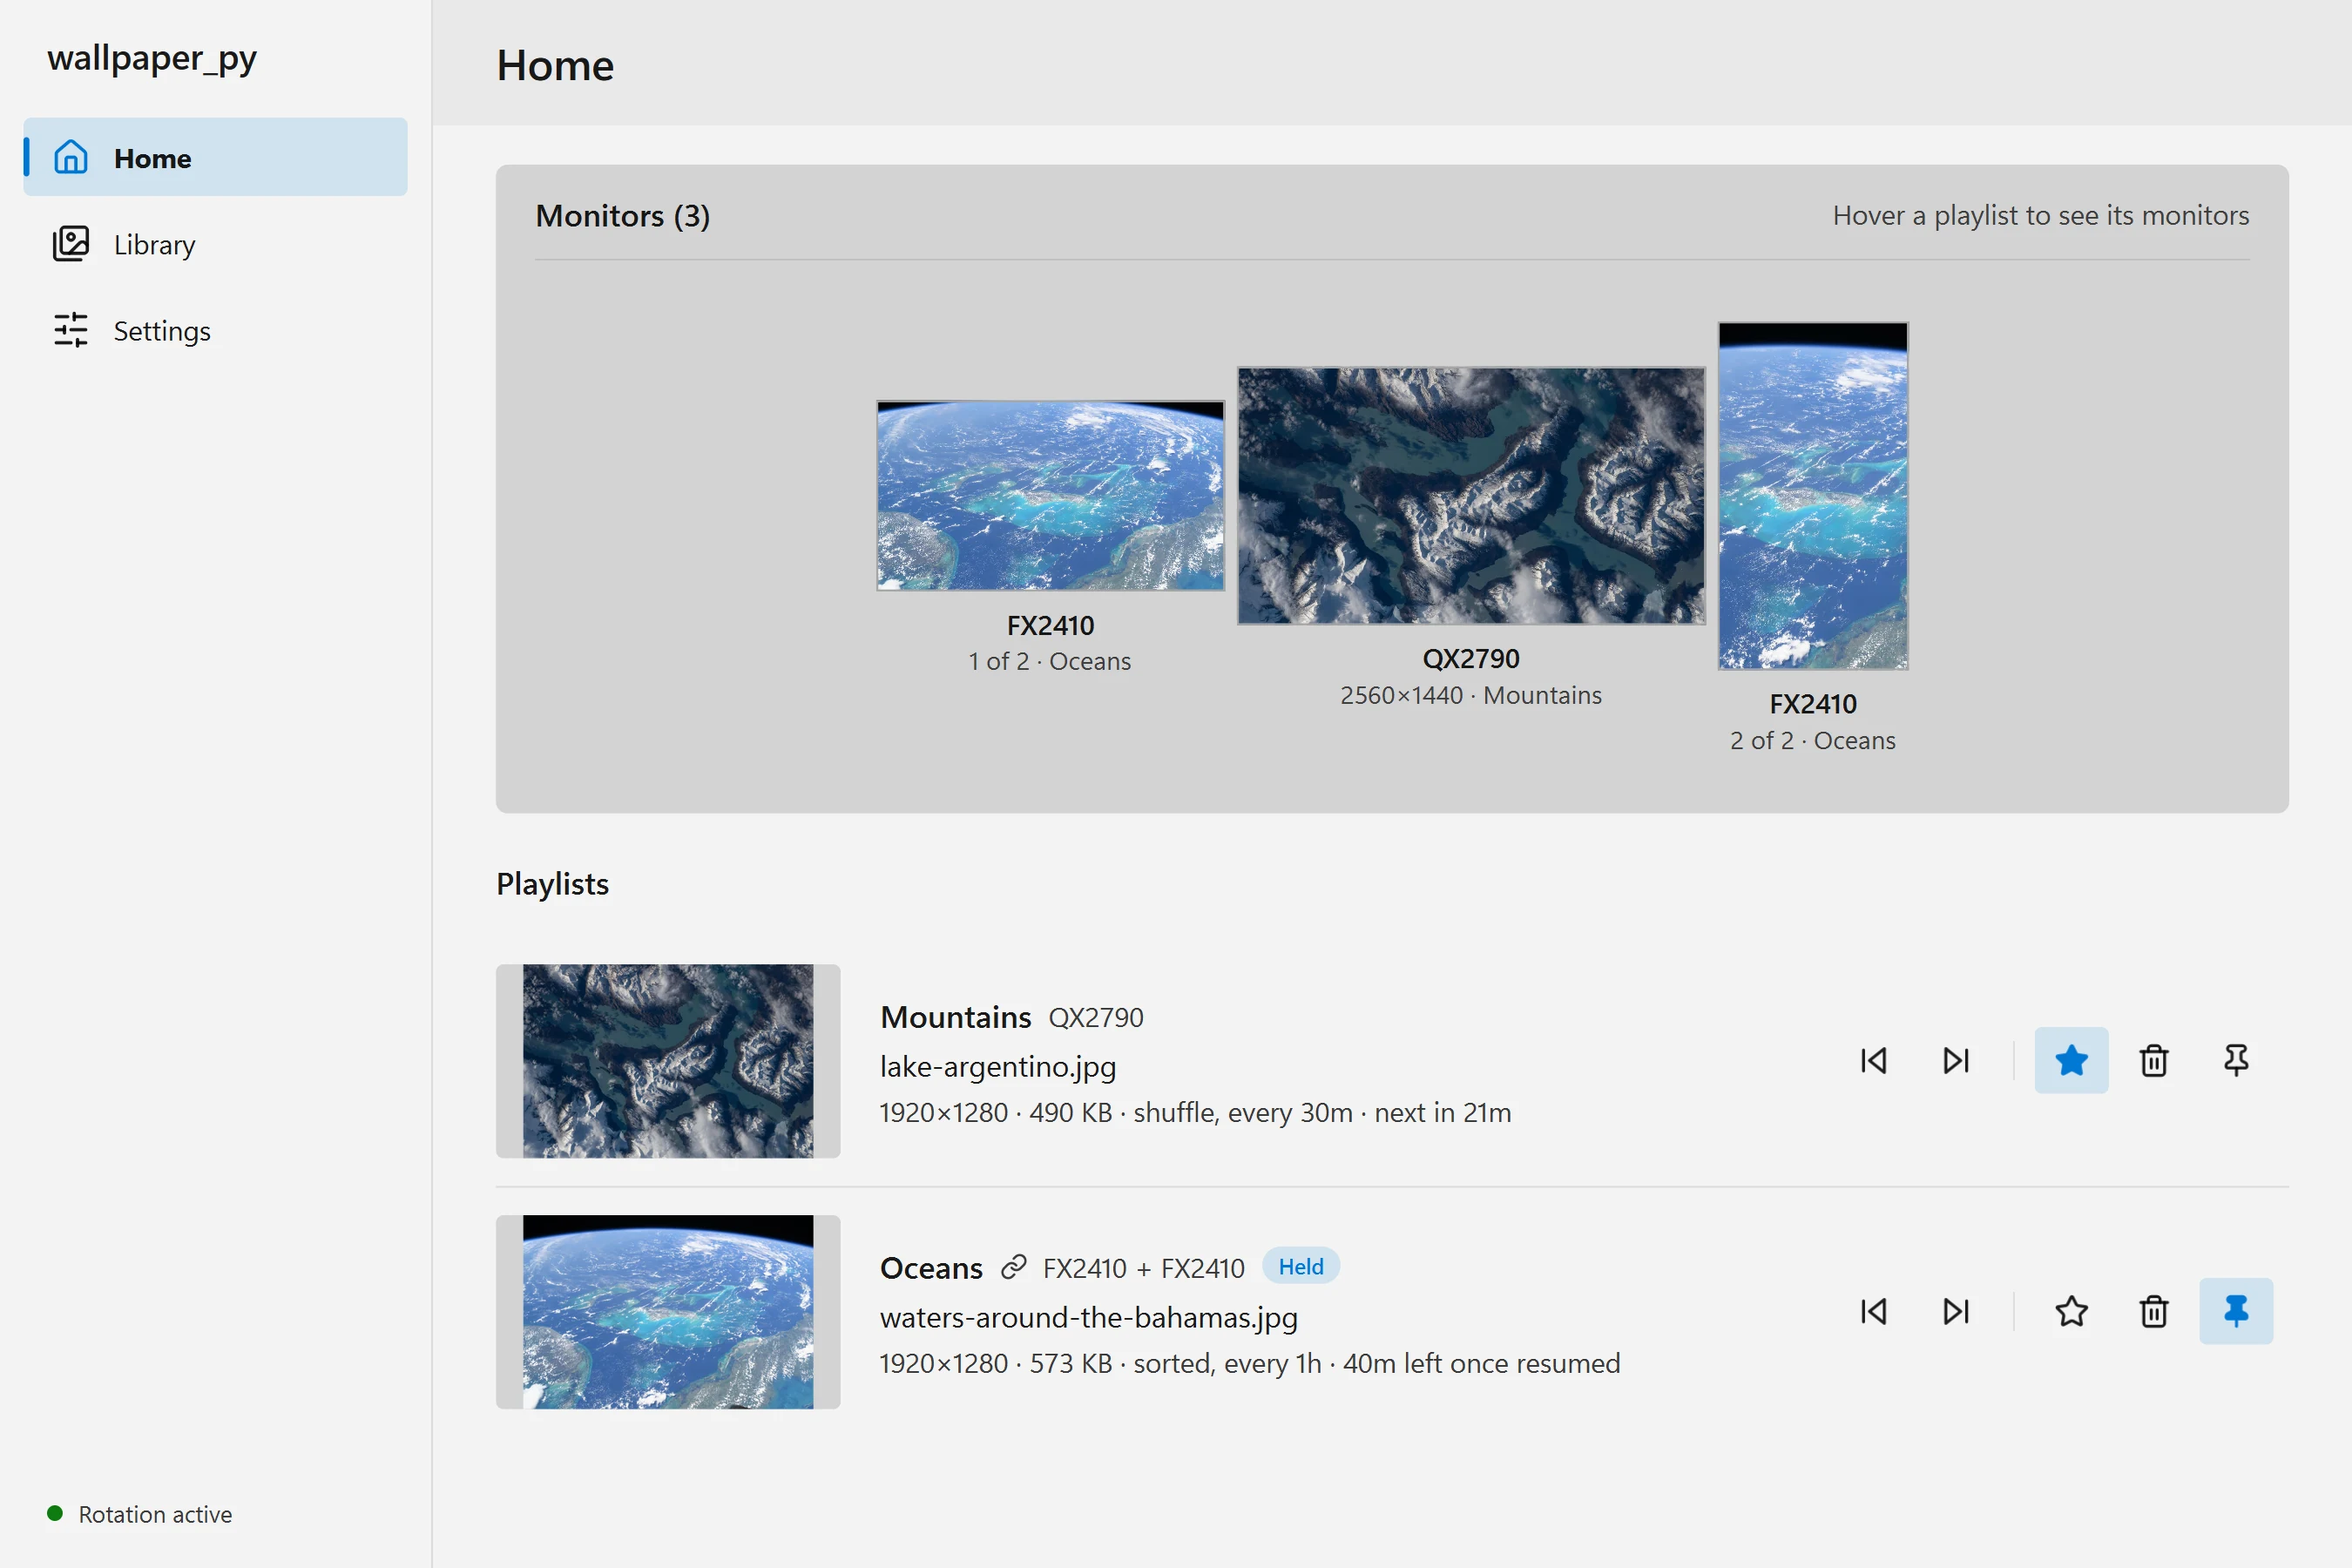 wallpaper_py
Home
Library
Settings
Rotation active
Home
Monitors (3)
Hover a playlist to see its monitors
FX2410
1 of 2 · Oceans
QX2790
2560×1440 · Mountains
FX2410
2 of 2 · Oceans
Playlists
Mountains QX2790
lake-argentino.jpg
1920×1280 · 490 KB · shuffle, every 30m · next in 21m
Oceans FX2410 + FX2410 Held
waters-around-the-bahamas.jpg
1920×1280 · 573 KB · sorted, every 1h · 40m left once resumed